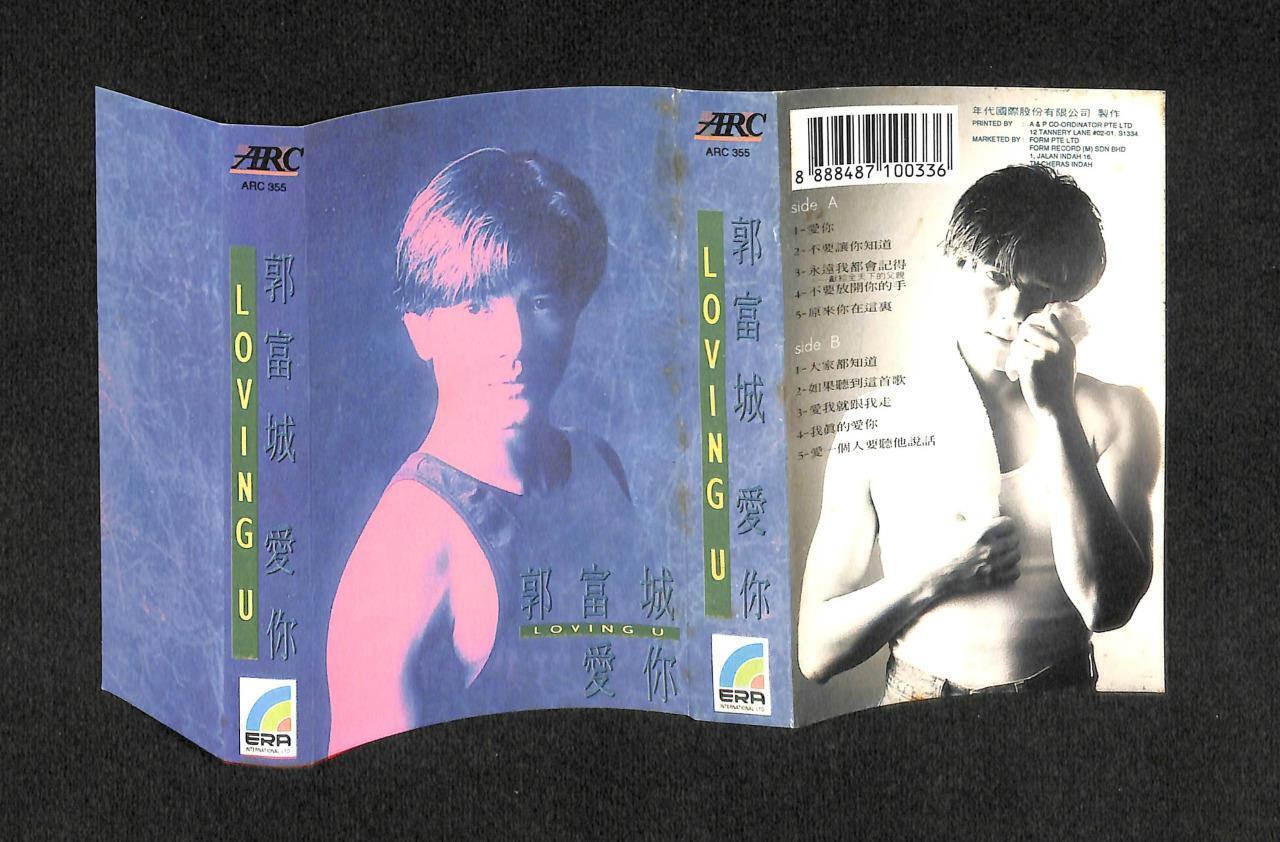 ARC
ARC 355
LOVING U
郭富城 愛你
ERA
INTERNATIONAL LTD
郭富城
LOVING U
愛你
ARC
ARC 355
LOVING U
郭富城 愛你
ERA
INTERNATIONAL LTD
8 888487 100336
年代國際股份有限公司 製作
PRINTED BY : A & P CO-ORDINATOR PTE LTD
12 TANNERY LANE #02-01, S1334
MARKETED BY : FORM PTE LTD
FORM RECORD (M) SDN BHD
1, JALAN INDAH 16,
TM CHERAS INDAH
side A
1-愛你
2-不要讓你知道
3-永遠我都會記得
獻給全天下的父親
4-不要放開你的手
5-原來你在這裏
side B
1-大家都知道
2-如果聽到這首歌
3-愛我就跟我走
4-我眞的愛你
5-愛一個人要聽他說話